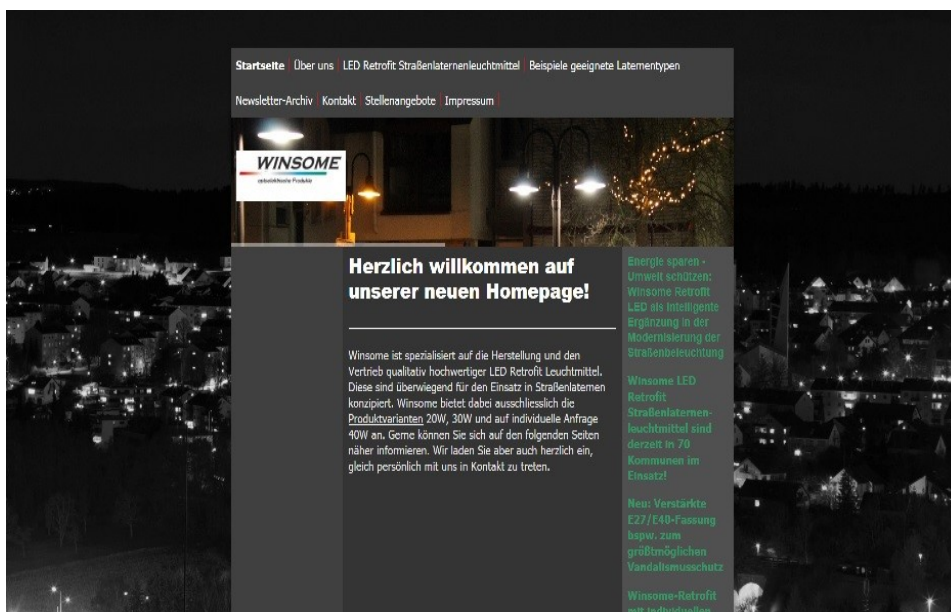 Startseite Über uns LED Retrofit Straßenlaternenleuchtmittel Beispiele geeignete Laternentypen
Newsletter-Archiv Kontakt Stellenangebote Impressum
WINSOME
Produkte
Herzlich willkommen auf
unserer neuen Homepage!
Winsome ist spezialisiert auf die Herstellung und den
Vertrieb qualitativ hochwertiger LED Retrofit Leuchtmittel.
Diese sind überwiegend für den Einsatz in Straßenlaternen
konzipiert. Winsome bietet dabei ausschliesslich die
Produktvarianten 20W, 30W und auf individuelle Anfrage
40W an. Gerne können Sie sich auf den folgenden Seiten
näher informieren. Wir laden Sie aber auch herzlich ein,
gleich persönlich mit uns in Kontakt zu treten.
Energie sparen -
Umwelt schützen:
Winsome Retrofit
LED als intelligente
Ergänzung in der
Modernisierung der
Straßenbeleuchtung
Winsome LED
Retrofit
Straßenlaternen-
leuchtmittel sind
derzeit in 70
Kommunen im
Einsatz!
Neu: Verstärkte
E27/E40-Fassung
bspw. zum
größtmöglichen
Vandalismusschutz
Winsome-Retrofit
mit individuellen